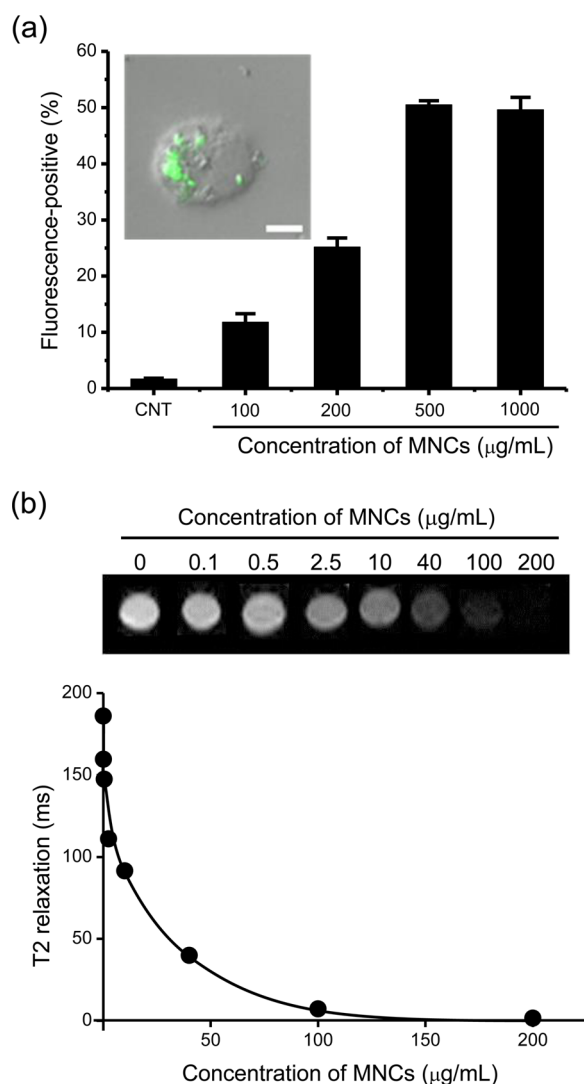 (a)
60
50
40
30
20
10
0
Fluorescence-positive (%)
CNT 100 200 500 1000
Concentration of MNCs (μg/mL)
(b)
Concentration of MNCs (μg/mL)
0 0.1 0.5 2.5 10 40 100 200
200
150
100
50
0
T2 relaxation (ms)
50 100 150 200
Concentration of MNCs (μg/mL)